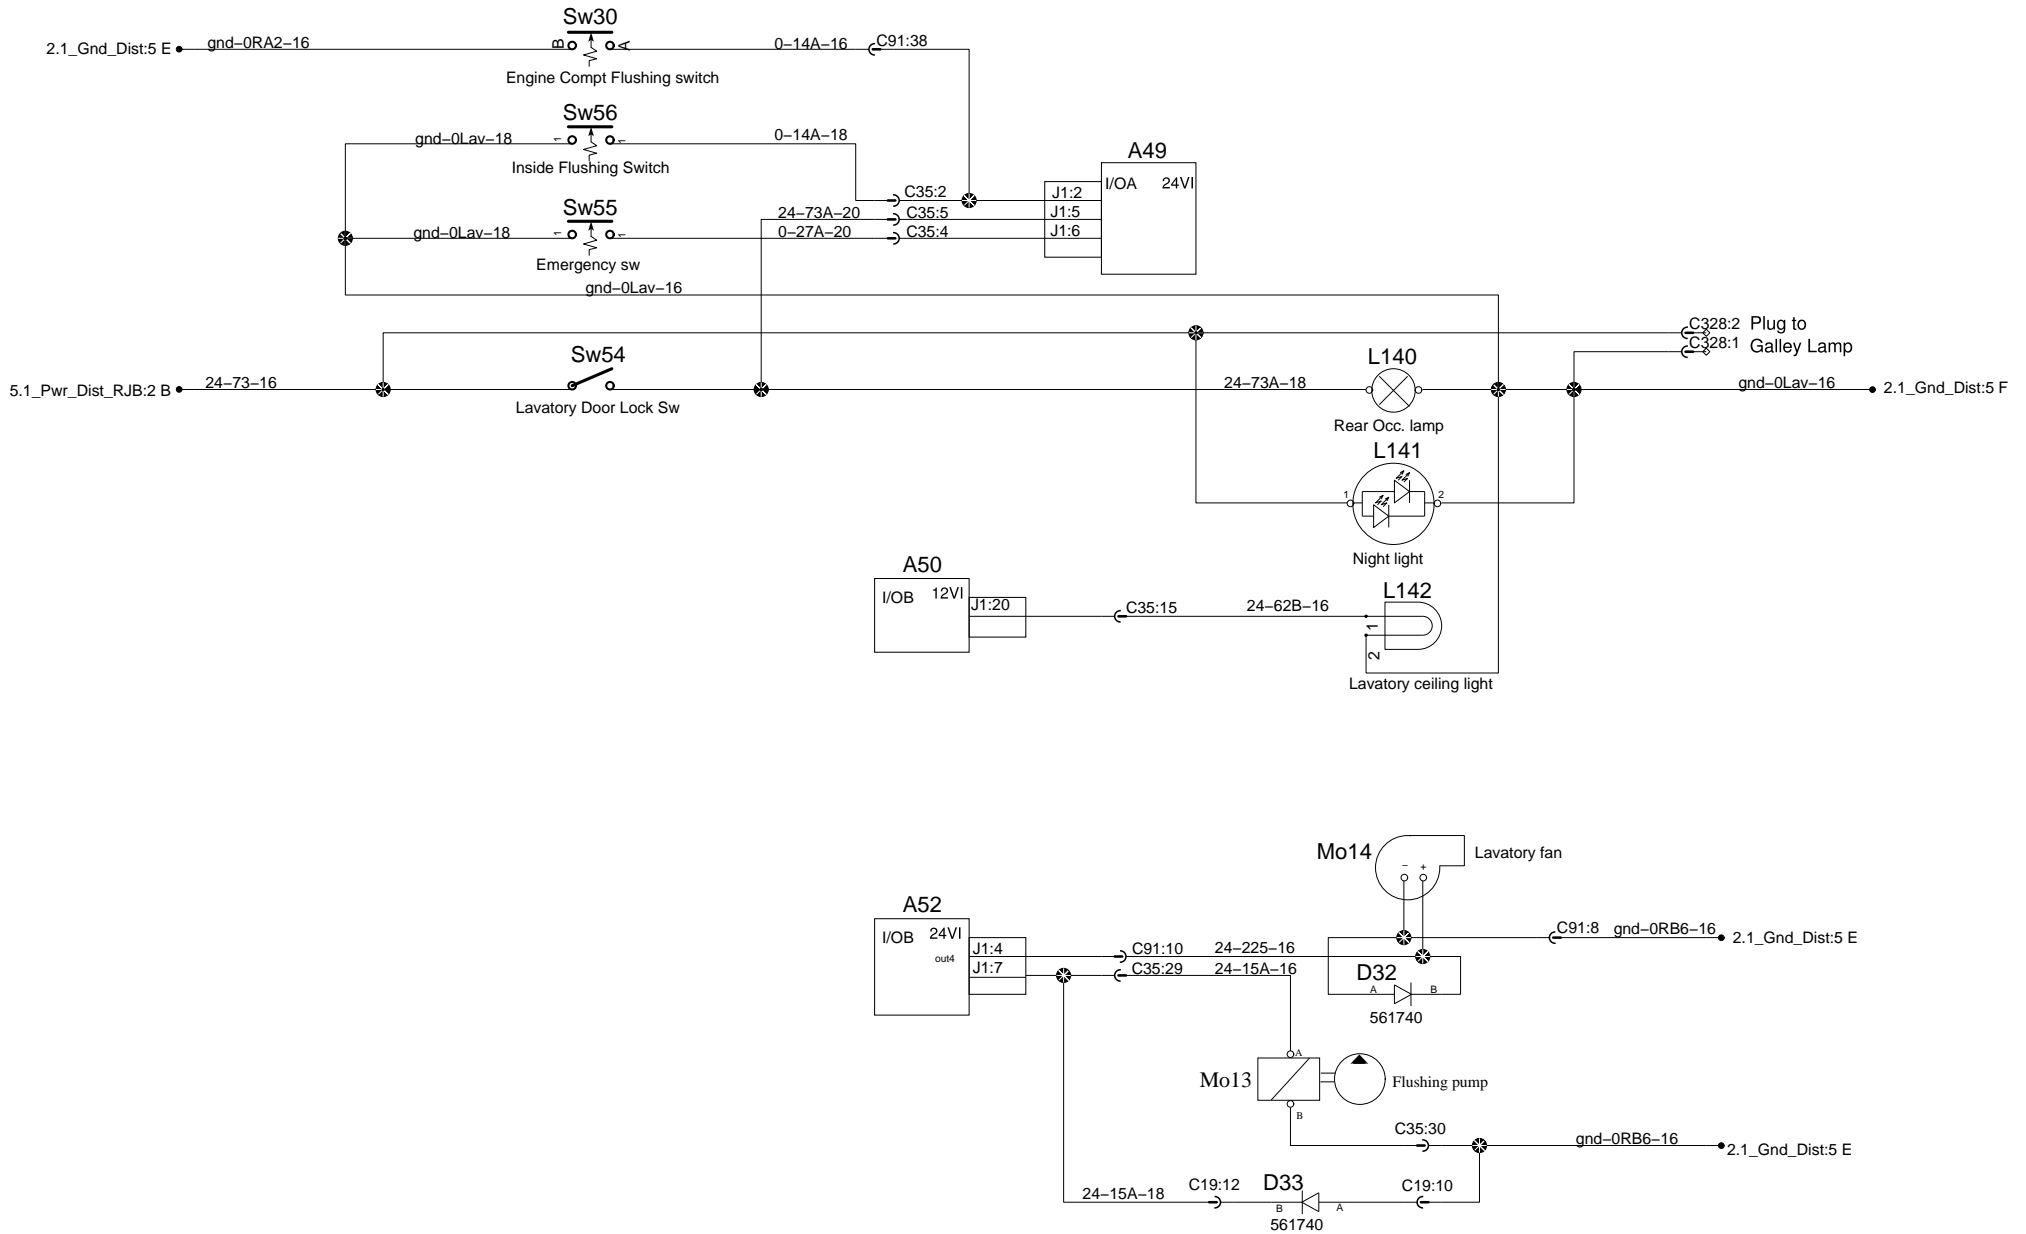 Sw30
2.1_Gnd_Dist:5 E
gnd−0RA2−16
B
A
0−14A−16
C91:38
Engine Compt Flushing switch
Sw56
gnd−0Lav−18
1
1
0−14A−18
Inside Flushing Switch
A49
I/OA
24VI
C35:2
J1:2
Sw55
24−73A−20
C35:5
J1:5
gnd−0Lav−18
1
1
0−27A−20
C35:4
J1:6
Emergency sw
gnd−0Lav−16
C328:2
Plug to
C328:1
Galley Lamp
Sw54
L140
5.1_Pwr_Dist_RJB:2 B
24−73−16
24−73A−18
gnd−0Lav−16
2.1_Gnd_Dist:5 F
Lavatory Door Lock Sw
Rear Occ. lamp
L141
1
2
Night light
A50
I/OB
12VI
J1:20
C35:15
24−62B−16
L142
1
2
Lavatory ceiling light
Mo14
−
+
Lavatory fan
A52
I/OB
24VI
out4
J1:4
J1:7
C91:10
24−225−16
C35:29
24−15A−16
C91:8
gnd−0RB6−16
2.1_Gnd_Dist:5 E
D32
A
B
561740
A
Mo13
Flushing pump
B
C35:30
gnd−0RB6−16
2.1_Gnd_Dist:5 E
24−15A−18
C19:12
D33
B
A
C19:10
561740